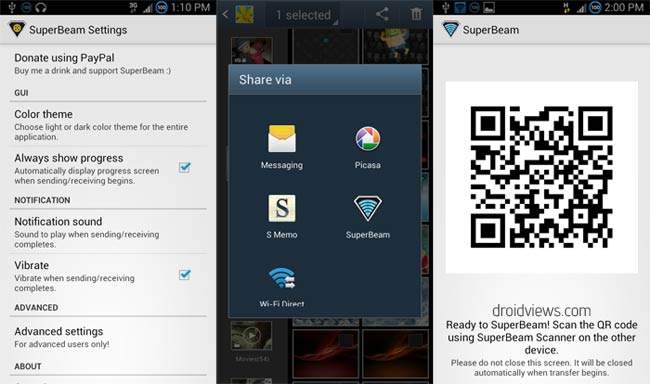 1:10 PM
SuperBeam Settings
Donate using PayPal
Buy me a drink and support SuperBeam :)
GUI
Color theme
Choose light or dark color theme for the entire
application.
Always show progress
Automatically display progress screen
when sending/receiving begins.
NOTIFICATION
Notification sound
Sound to play when sending/receiving
completes.
Vibrate
Vibrate when sending/receiving
completes.
ADVANCED
Advanced settings
For advanced users only!
ABOUT
1 selected
Share via
Messaging
Picasa
S Memo
SuperBeam
Wi-Fi Direct
Movies(54)
2:00 PM
SuperBeam
droidviews.com
Ready to SuperBeam! Scan the QR code
using SuperBeam Scanner on the other
device.
Please do not close this screen. It will be closed
automatically when transfer begins.